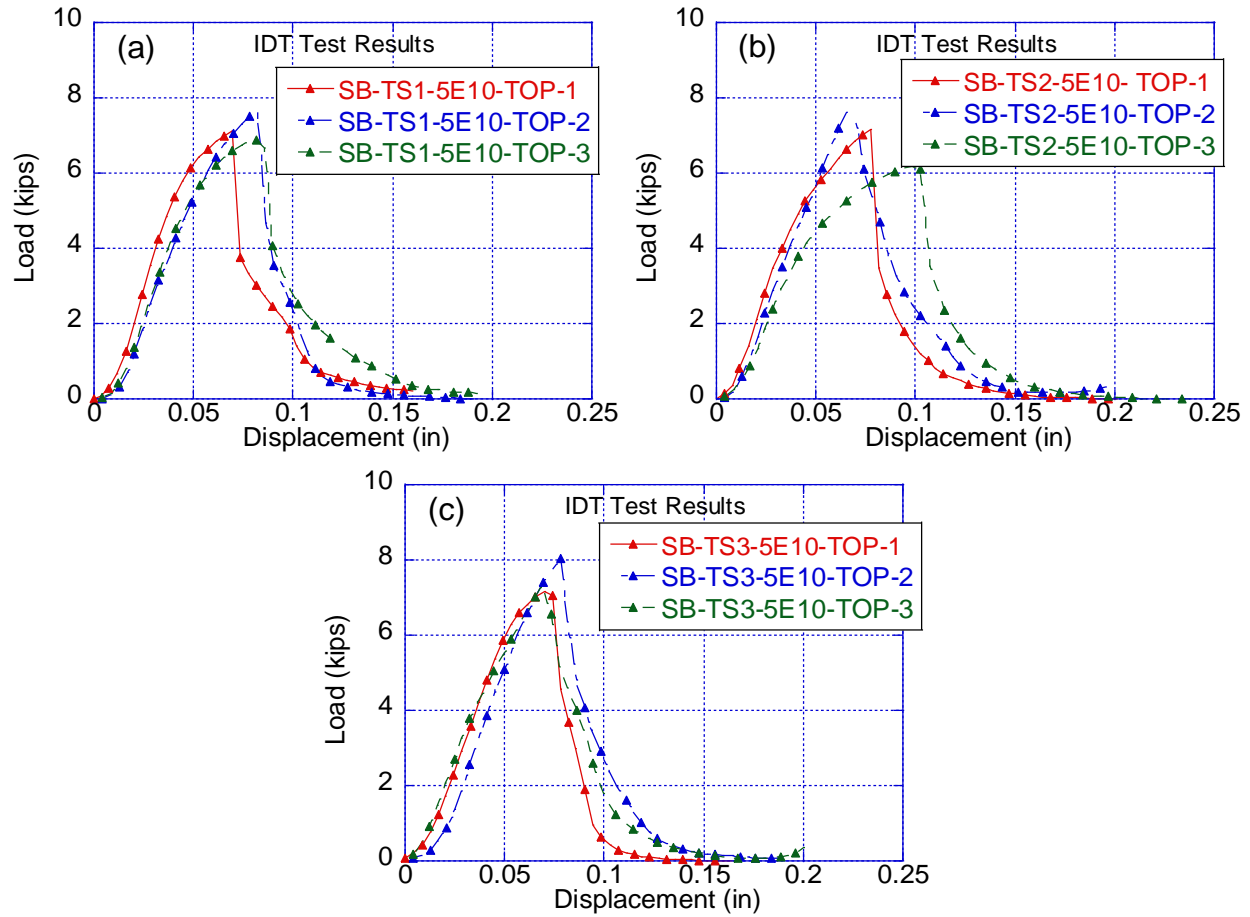 (a)
IDT Test Results
SB-TS1-5E10-TOP-1
SB-TS1-5E10-TOP-2
SB-TS1-5E10-TOP-3
10
8
6
4
2
0
Load (kips)
0 0.05 0.1 0.15 0.2 0.25
Displacement (in)
(b)
IDT Test Results
SB-TS2-5E10- TOP-1
SB-TS2-5E10-TOP-2
SB-TS2-5E10-TOP-3
10
8
6
4
2
0
Load (kips)
0 0.05 0.1 0.15 0.2 0.25
Displacement (in)
(c)
IDT Test Results
SB-TS3-5E10-TOP-1
SB-TS3-5E10-TOP-2
SB-TS3-5E10-TOP-3
10
8
6
4
2
0
Load (kips)
0 0.05 0.1 0.15 0.2 0.25
Displacement (in)